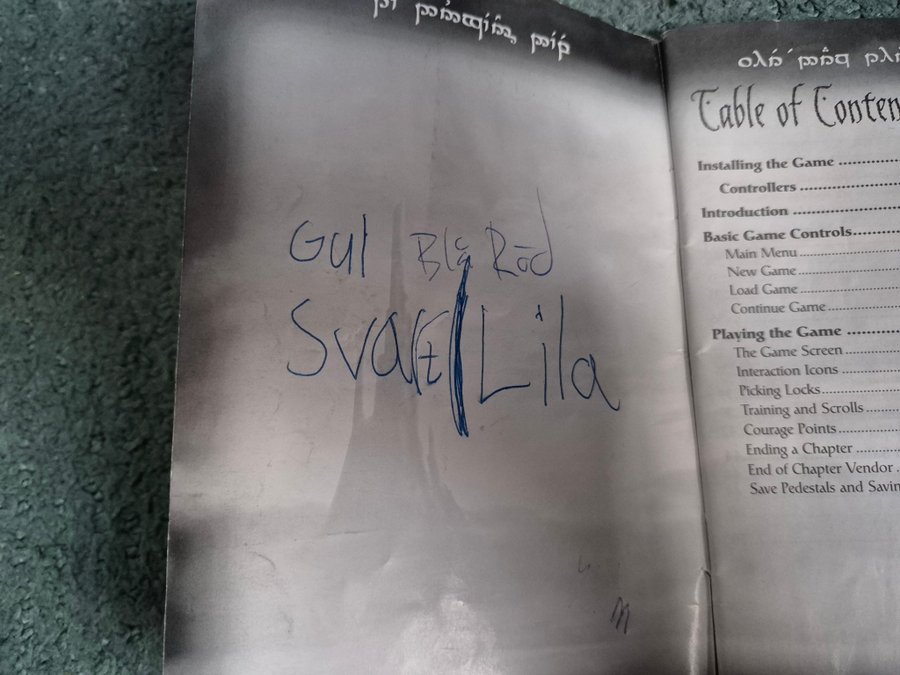 Gul Blå Röd
Svart Lila
Table of
Installing the Game
Controllers
Introduction
Basic Game Controls
Main Menu
New Game
Load Game
Continue Game
Playing the Game
The Game Screen
Interaction Icons
Picking Locks
Training and Scrolls
Courage Points
Ending a Chapter
End of Chapter Vendor
Save Pedestals and